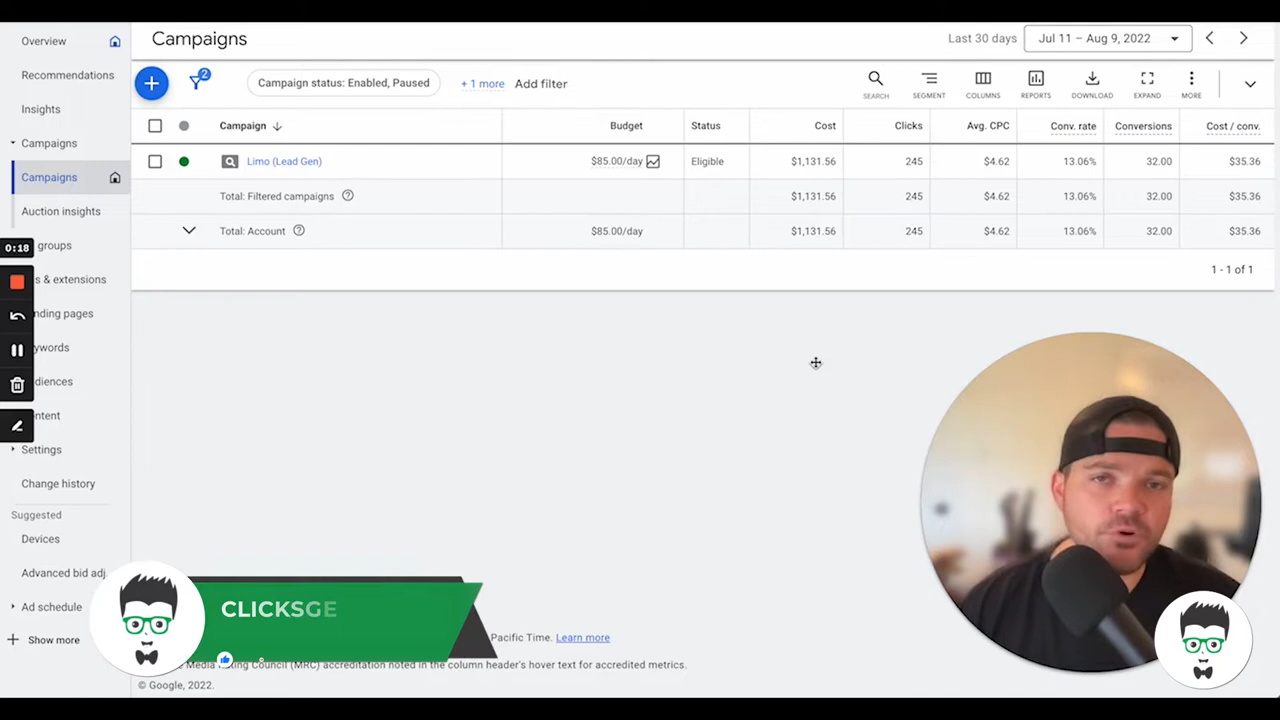 Overview
Campaigns
Last 30 days
Jul 11 – Aug 9, 2022
Recommendations
2
Campaign status: Enabled, Paused
+ 1 more
Add filter
SEARCH
SEGMENT
COLUMNS
REPORTS
DOWNLOAD
EXPAND
MORE
Insights
Campaigns
Campaign
Budget
Status
Cost
Clicks
Avg. CPC
Conv. rate
Conversions
Cost / conv.
Campaigns
Limo (Lead Gen)
$85.00/day
Eligible
$1,131.56
245
$4.62
13.06%
32.00
$35.36
Total: Filtered campaigns
$1,131.56
245
$4.62
13.06%
32.00
$35.36
Auction insights
Total: Account
$85.00/day
$1,131.56
245
$4.62
13.06%
32.00
$35.36
0:18
groups
1 - 1 of 1
s & extensions
nding pages
ywords
diences
ntent
Settings
Change history
Suggested
Devices
Advanced bid adj.
Ad schedule
CLICKSGE
Show more
Pacific Time. Learn more
Media Rating Council (MRC) accreditation noted in the column header's hover text for accredited metrics.
© Google, 2022.